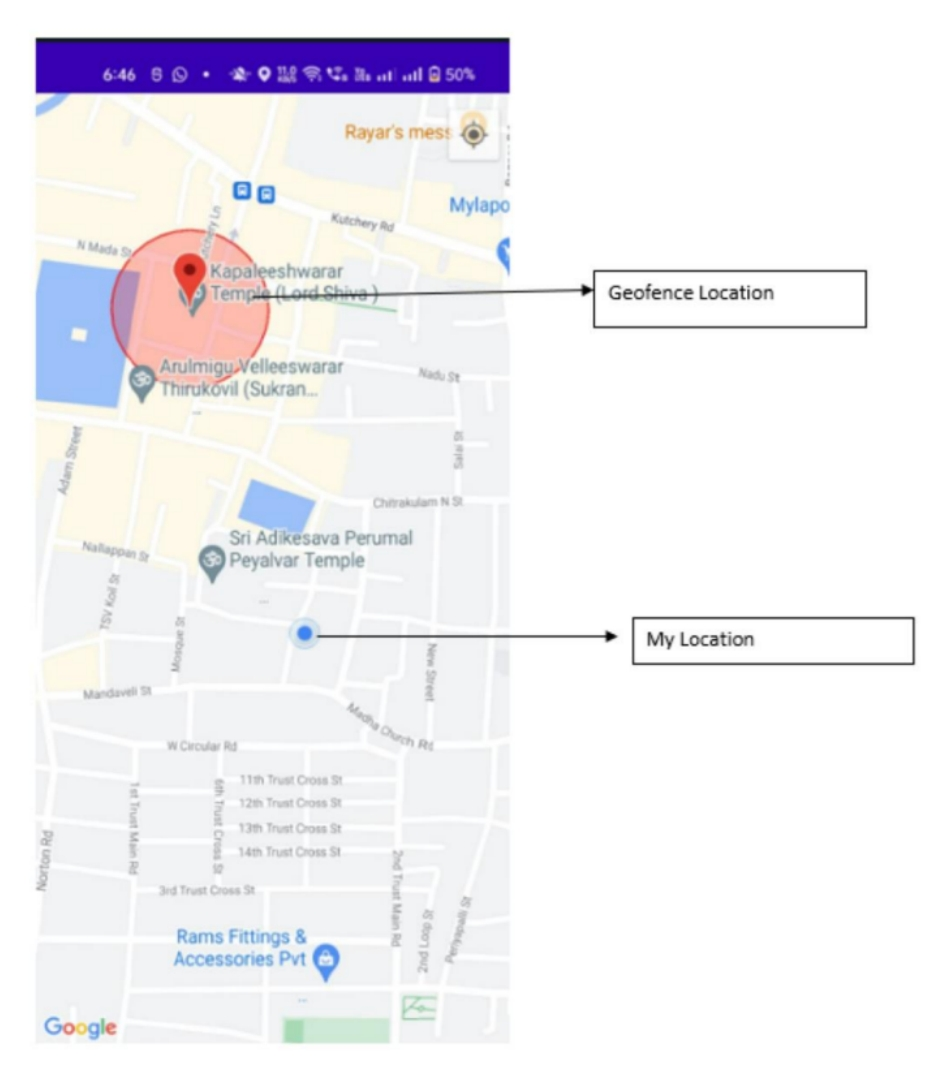 6:46
50%
Rayar's mess
Mylapo
Kutchery Rd
N Mada St
Kapaleeshwarar
Temple (Lord Shiva )
Geofence Location
Arulmigu Velleeswarar
Thirukovil (Sukran...
Nadu St
Adam Street
Salai St
Chitrakulam N St
Sri Adikesava Perumal
Peyalvar Temple
Nallappan St
TSV Koil St
Mosque St
My Location
New Street
Mandaveli St
Madha Church Rd
W Circular Rd
11th Trust Cross St
12th Trust Cross St
13th Trust Cross St
14th Trust Cross St
1st Trust Main Rd
6th Trust Cross St
2nd Trust Main Rd
Norton Rd
3rd Trust Cross St
2nd Loop St
Rams Fittings &
Accessories Pvt
Google